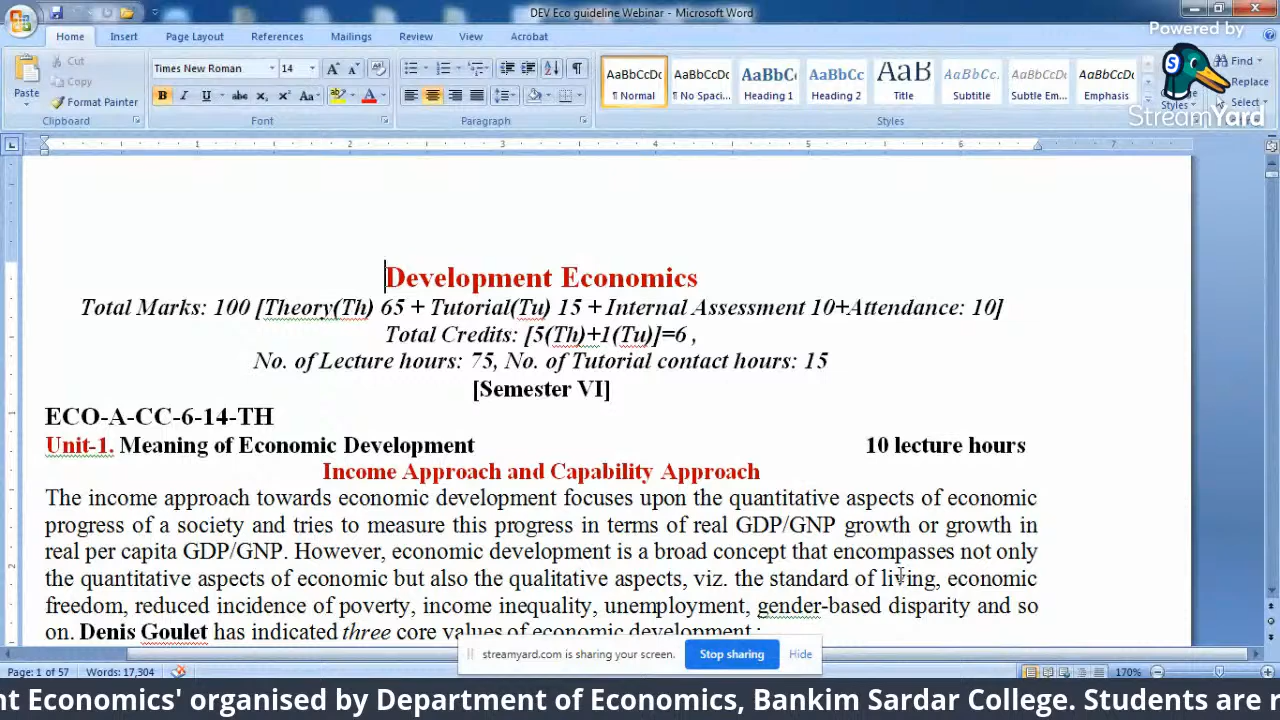 DEV Eco guideline Webinar - Microsoft Word
Powered by
Home Insert Page Layout References Mailings Review View Acrobat
Cut
Copy
Format Painter
Paste
Clipboard
Times New Roman 14
Font
Paragraph
AaBbCcDc AaBbCcDc AaBbC AaBbCc AaB AaBbCc. AaBbCcDc AaBbCcDc
¶ Normal ¶ No Spaci... Heading 1 Heading 2 Title Subtitle Subtle Em... Emphasis
Styles
Find
Replace
Select
Styles
StreamYard
Development Economics
Total Marks: 100 [Theory(Th) 65 + Tutorial(Tu) 15 + Internal Assessment 10+Attendance: 10]
Total Credits: [5(Th)+1(Tu)]=6 ,
No. of Lecture hours: 75, No. of Tutorial contact hours: 15
[Semester VI]
ECO-A-CC-6-14-TH
Unit-1. Meaning of Economic Development 10 lecture hours
Income Approach and Capability Approach
The income approach towards economic development focuses upon the quantitative aspects of economic
progress of a society and tries to measure this progress in terms of real GDP/GNP growth or growth in
real per capita GDP/GNP. However, economic development is a broad concept that encompasses not only
the quantitative aspects of economic but also the qualitative aspects, viz. the standard of living, economic
freedom, reduced incidence of poverty, income inequality, unemployment, gender-based disparity and so
on. Denis Goulet has indicated three core values of economic development :
streamyard.com is sharing your screen. Stop sharing Hide
Page: 1 of 57 Words: 17,304 170%
nt Economics' organised by Department of Economics, Bankim Sardar College. Students are r